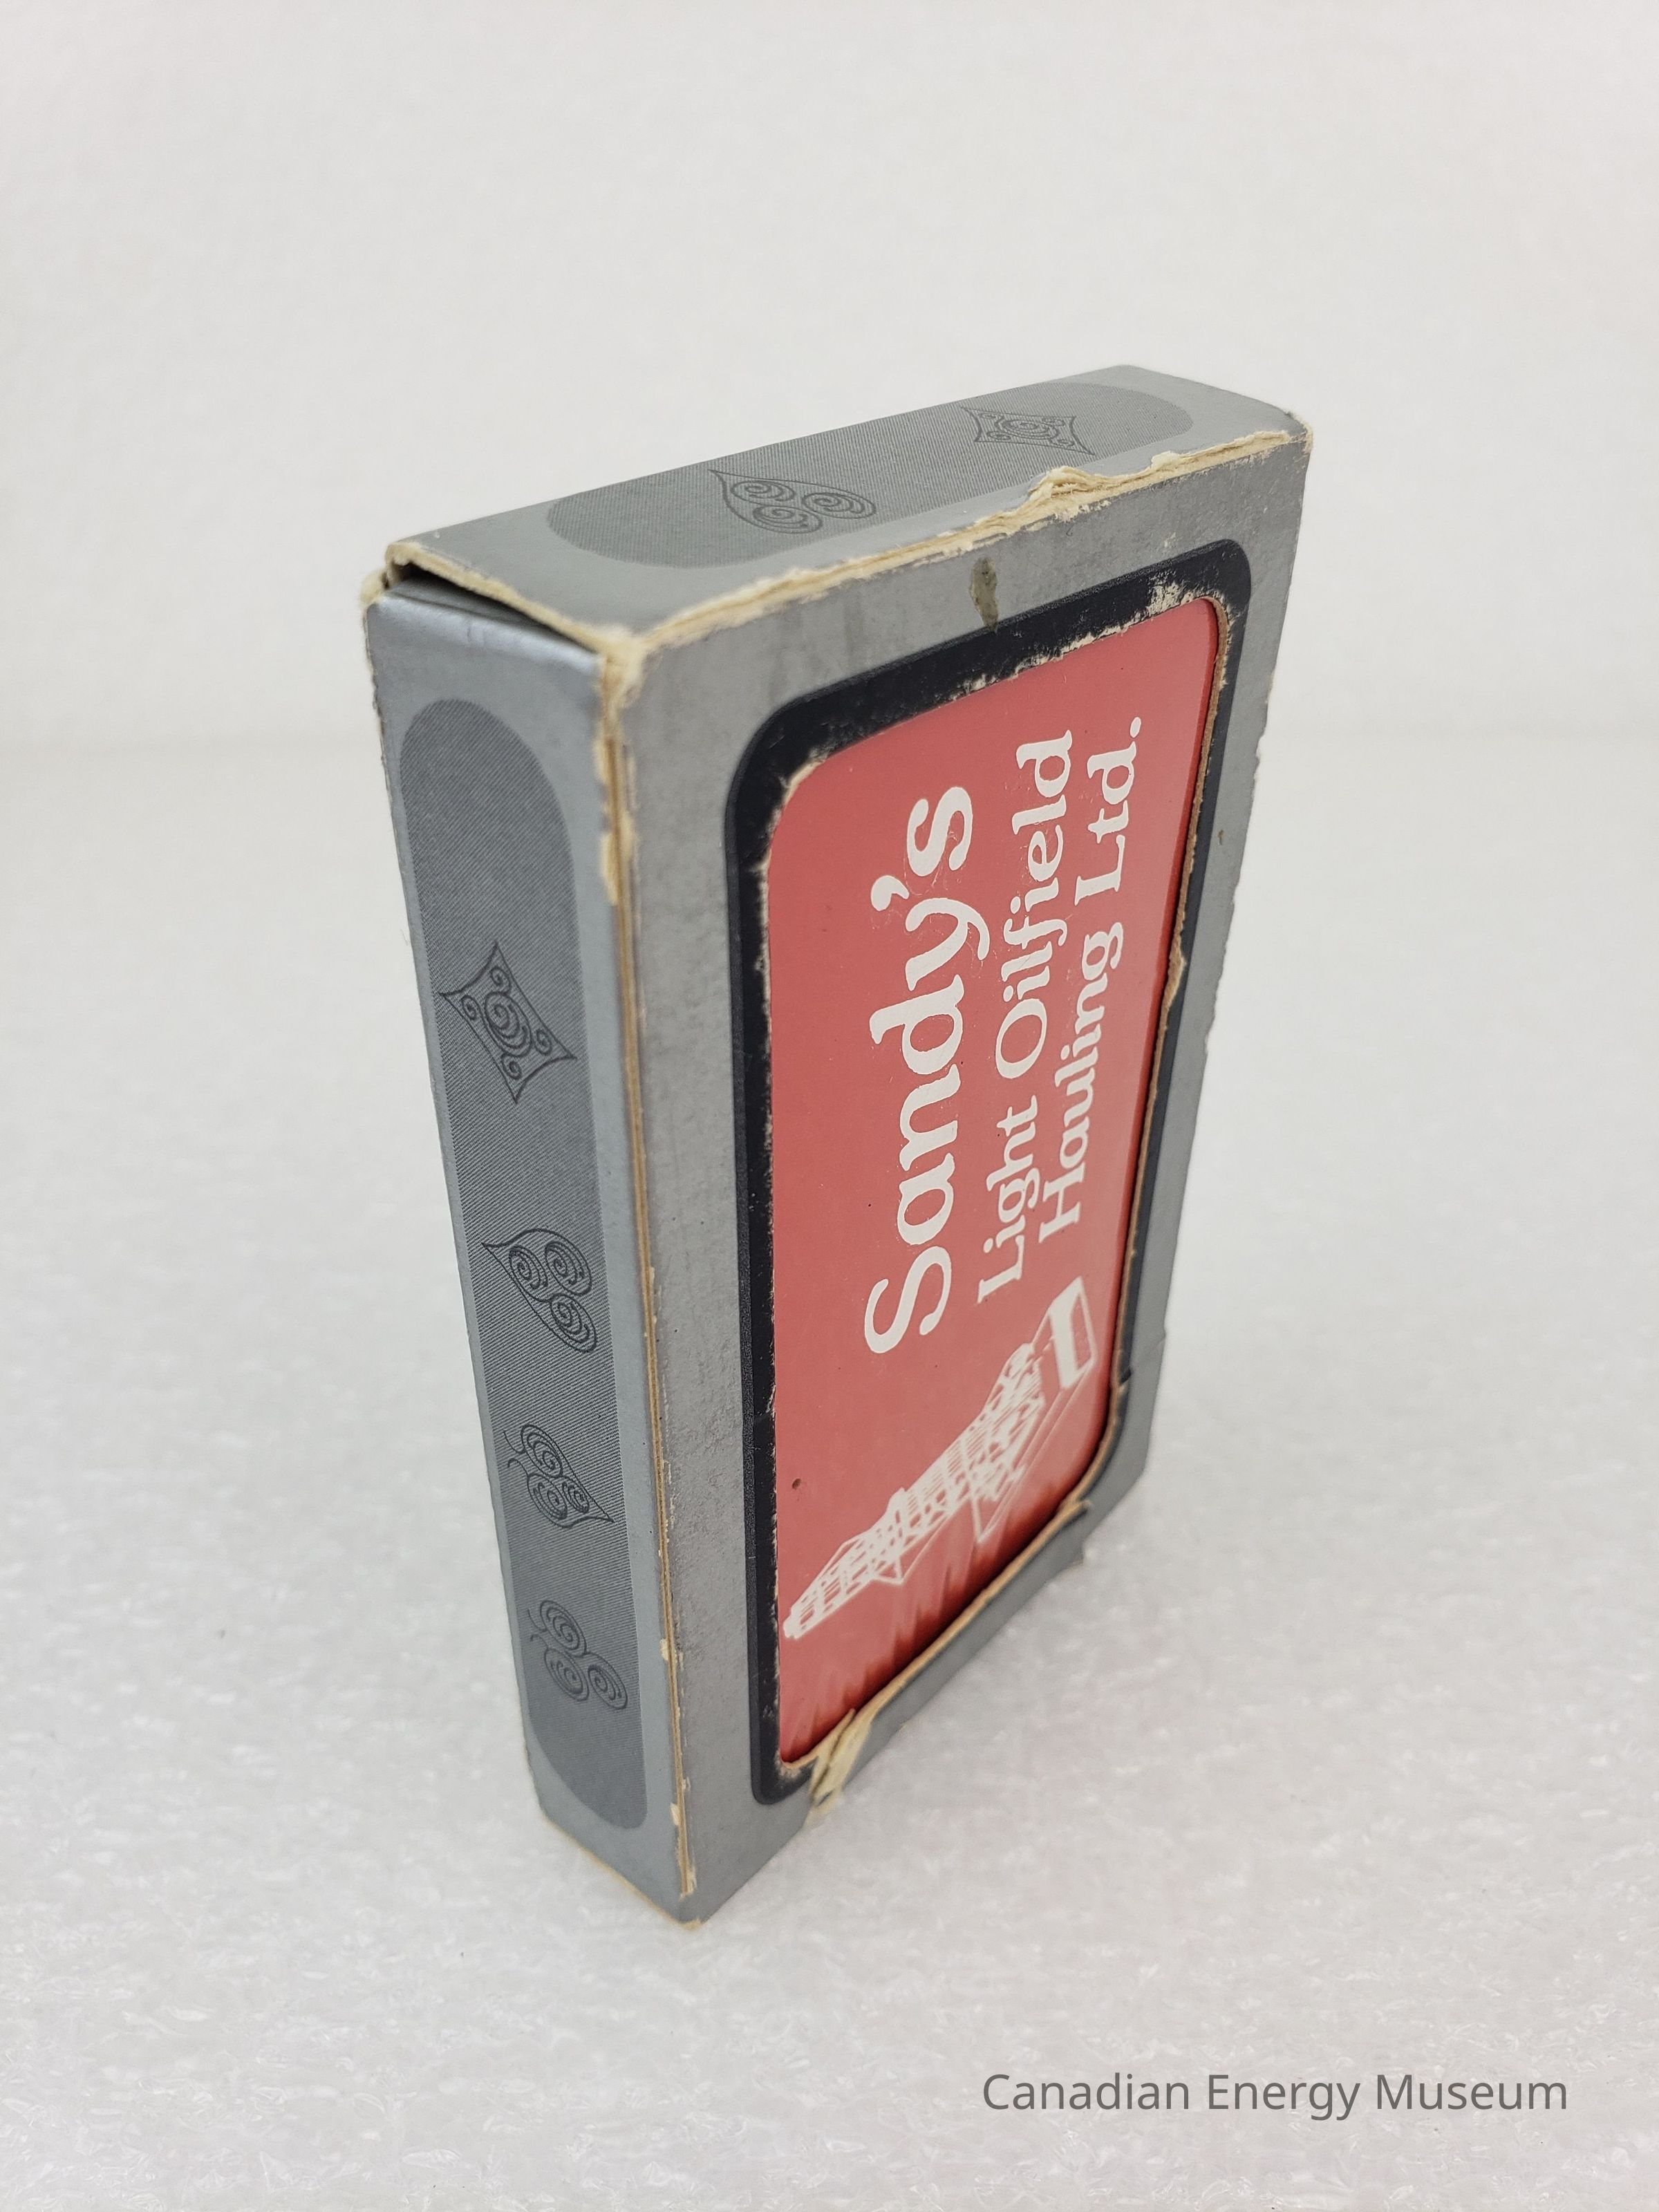 Sandy's
Light Oilfield
Hauling Ltd.
Canadian Energy Museum